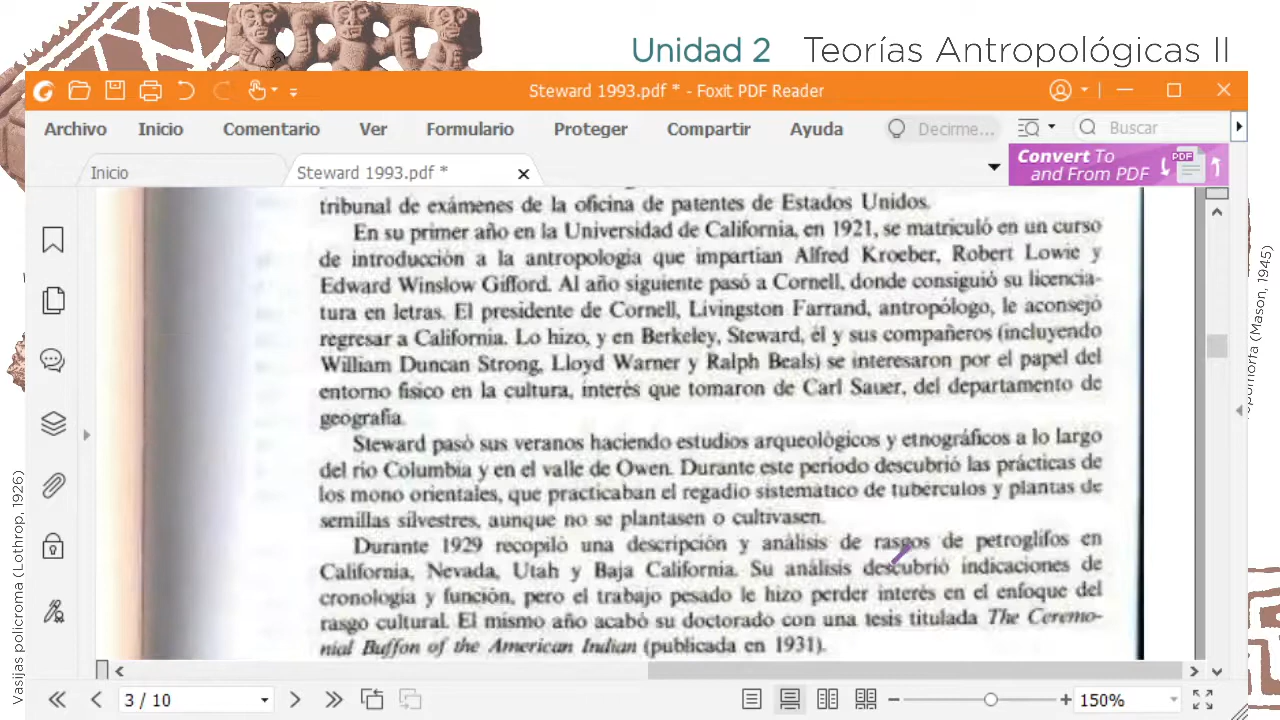 Unidad 2 Teorías Antropológicas II
Steward 1993.pdf * - Foxit PDF Reader
Archivo Inicio Comentario Ver Formulario Proteger Compartir Ayuda Decirme... Buscar
Inicio Steward 1993.pdf *
Convert To
and From PDF
PDF
tribunal de exámenes de la oficina de patentes de Estados Unidos.
En su primer año en la Universidad de California, en 1921, se matriculó en un curso
de introducción a la antropología que impartían Alfred Kroeber, Robert Lowie y
Edward Winslow Gifford. Al año siguiente pasó a Cornell, donde consiguió su licencia-
tura en letras. El presidente de Cornell, Livingston Farrand, antropólogo, le aconsejó
regresar a California. Lo hizo, y en Berkeley, Steward, él y sus compañeros (incluyendo
William Duncan Strong, Lloyd Warner y Ralph Beals) se interesaron por el papel del
entorno físico en la cultura, interés que tomaron de Carl Sauer, del departamento de
geografía.
Steward pasó sus veranos haciendo estudios arqueológicos y etnográficos a lo largo
del río Columbia y en el valle de Owen. Durante este período descubrió las prácticas de
los mono orientales, que practicaban el regadío sistemático de tubérculos y plantas de
semillas silvestres, aunque no se plantasen o cultivasen.
Durante 1929 recopiló una descripción y análisis de rasgos de petroglifos en
California, Nevada, Utah y Baja California. Su análisis descubrió indicaciones de
cronología y función, pero el trabajo pesado le hizo perder interés en el enfoque del
rasgo cultural. El mismo año acabó su doctorado con una tesis titulada The Ceremo-
nial Buffon of the American Indian (publicada en 1931).
3 / 10
150%
Vasijas policroma (Lothrop, 1926)
(Mason, 1945)